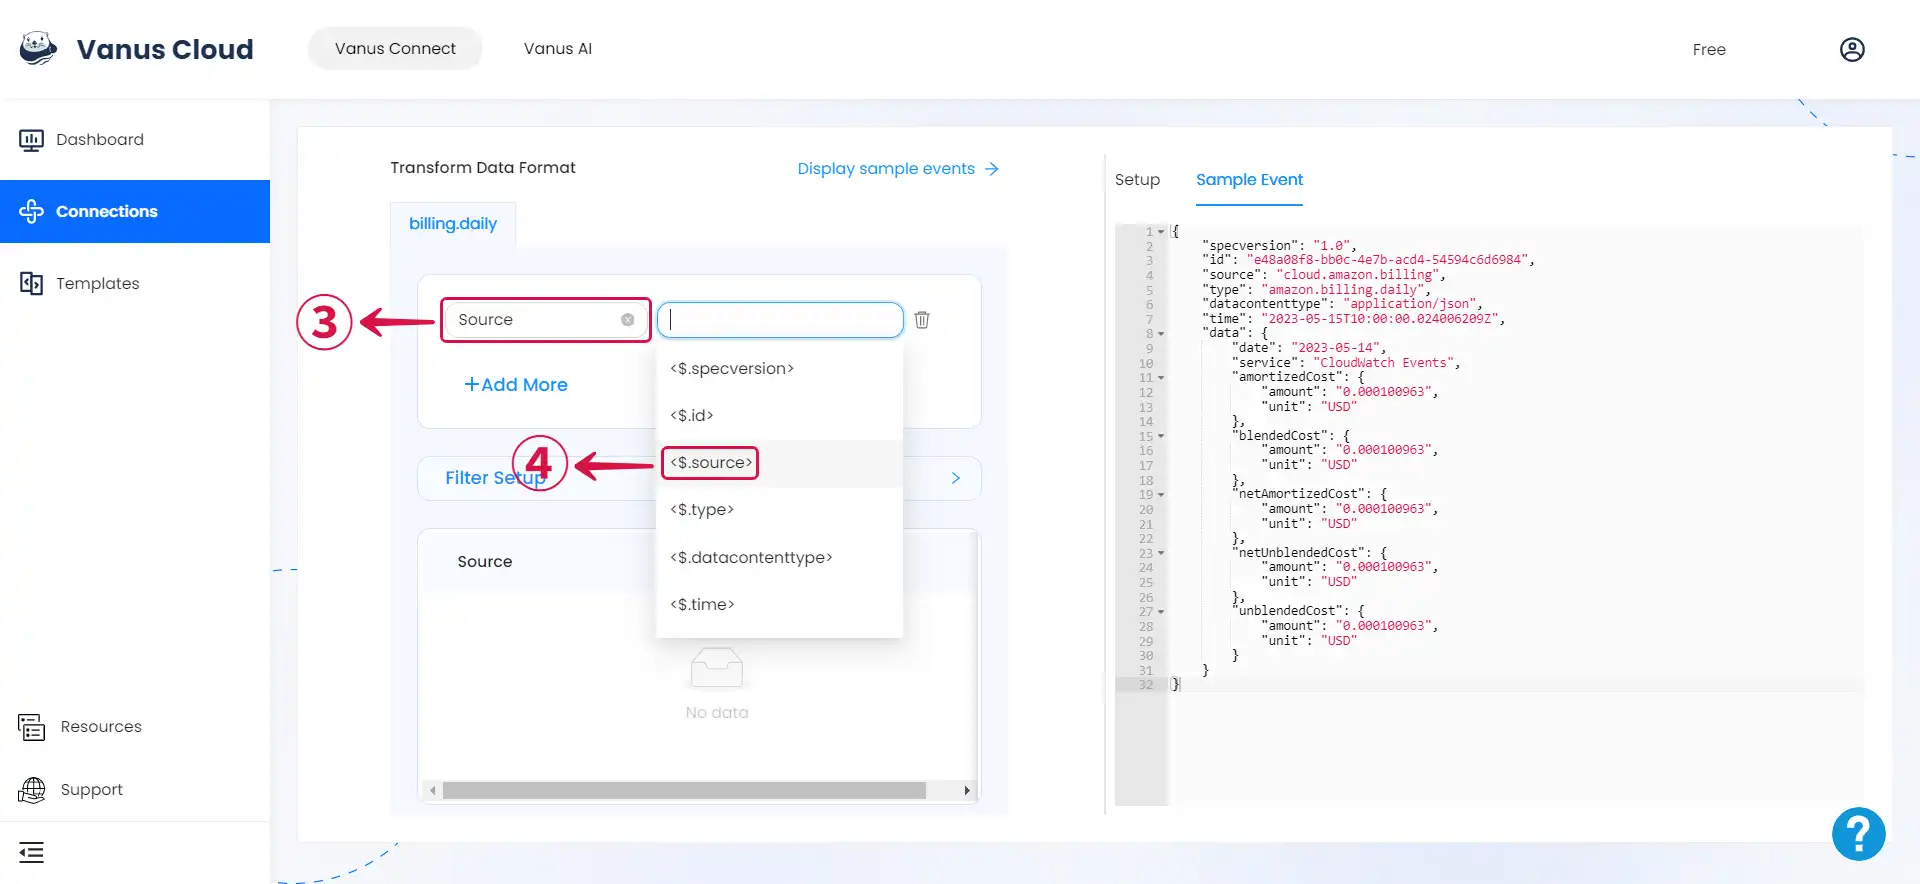 Vanus Cloud
Vanus Connect
Vanus AI
Free
Dashboard
Connections
Templates
Resources
Support
Transform Data Format
Display sample events →
billing.daily
③
Source
+Add More
<$.specversion>
<$.id>
④
<$.source>
<$.type>
<$.datacontenttype>
<$.time>
Filter Setup
Source
No data
Setup
Sample Event
1 {
2 "specversion": "1.0",
3 "id": "e48a08f8-bb0c-4e7b-acd4-54594c6d6984",
4 "source": "cloud.amazon.billing",
5 "type": "amazon.billing.daily",
6 "datacontenttype": "application/json",
7 "time": "2023-05-15T10:00:00.024006209Z",
8 "data": {
9 "date": "2023-05-14",
10 "service": "CloudWatch Events",
11 "amortizedCost": {
12 "amount": "0.000100963",
13 "unit": "USD"
14 },
15 "blendedCost": {
16 "amount": "0.000100963",
17 "unit": "USD"
18 },
19 "netAmortizedCost": {
20 "amount": "0.000100963",
21 "unit": "USD"
22 },
23 "netUnblendedCost": {
24 "amount": "0.000100963",
25 "unit": "USD"
26 },
27 "unblendedCost": {
28 "amount": "0.000100963",
29 "unit": "USD"
30 }
31 }
32 }
?